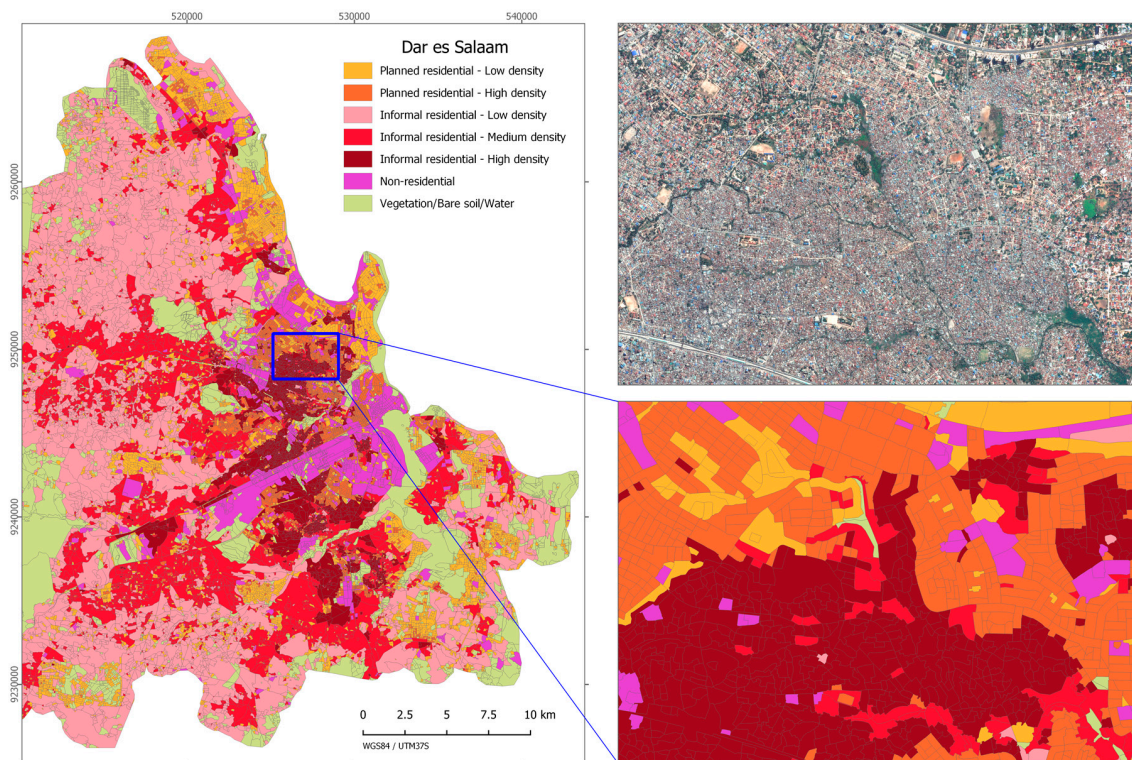 520000
530000
540000
Dar es Salaam
Planned residential - Low density
Planned residential - High density
Informal residential - Low density
Informal residential - Medium density
Informal residential - High density
Non-residential
Vegetation/Bare soil/Water
9260000
9250000
9240000
9230000
0 2.5 5 7.5 10 km
WGS84 / UTM37S